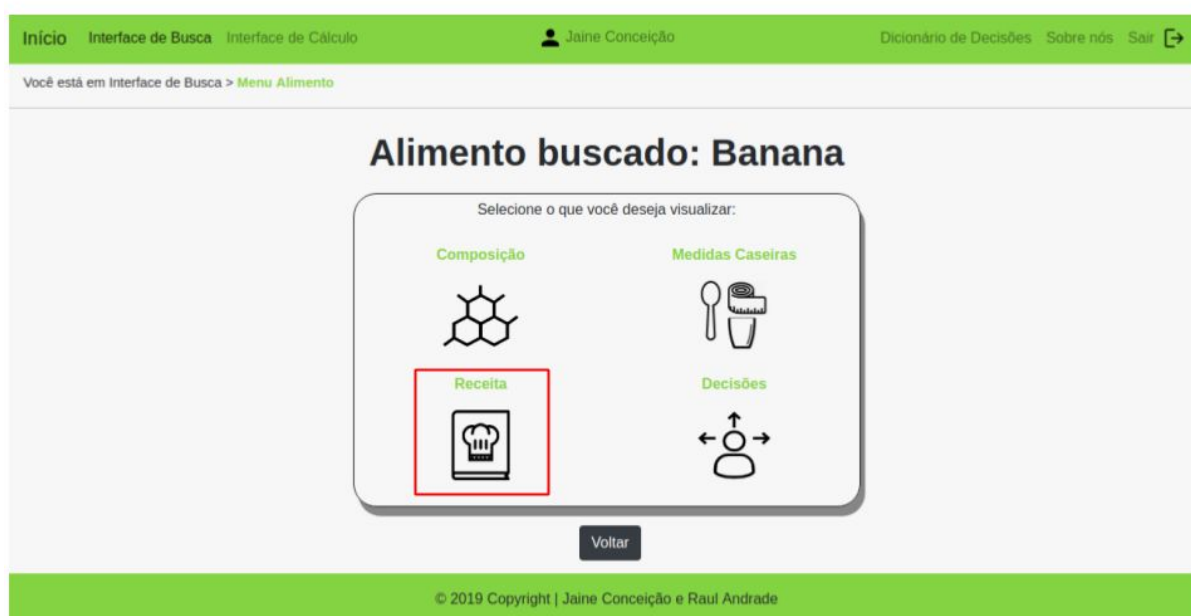 Início Interface de Busca Interface de Cálculo Jaine Conceição Dicionário de Decisões Sobre nós Sair
Você está em Interface de Busca > Menu Alimento
Alimento buscado: Banana
Selecione o que você deseja visualizar:
Composição Medidas Caseiras
Receita Decisões
Voltar
© 2019 Copyright | Jaine Conceição e Raul Andrade